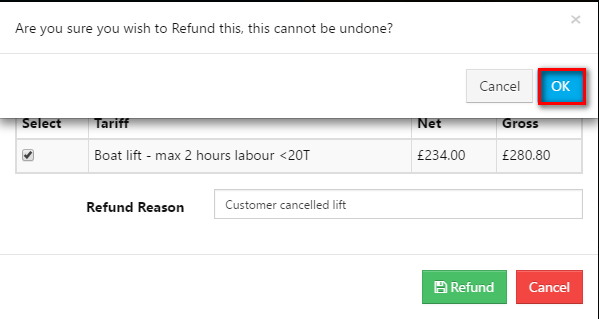 Are you sure you wish to Refund this, this cannot be undone?
×
Cancel OK
Select Tariff Net Gross
Boat lift - max 2 hours labour <20T £234.00 £280.80
Refund Reason Customer cancelled lift
Refund Cancel